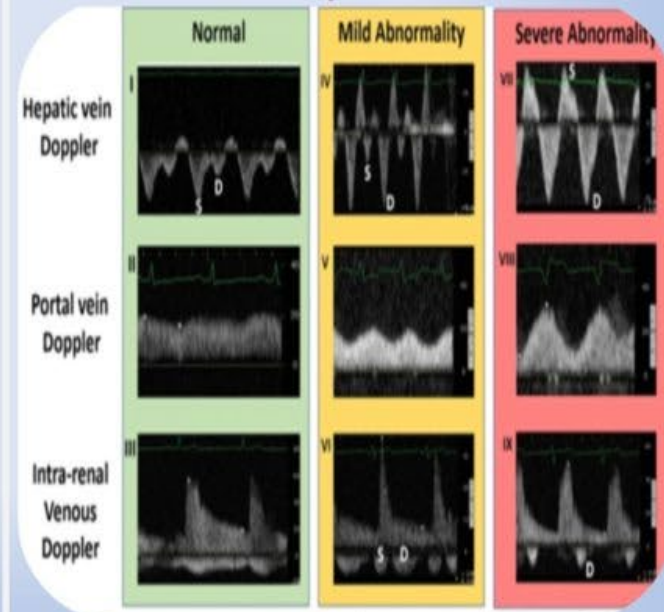 Normal
Mild Abnormality
Severe Abnormality
Hepatic vein
Doppler
I
S
D
IV
S
D
VII
S
D
Portal vein
Doppler
II
V
VIII
Intra-renal
Venous
Doppler
III
VI
S
D
IX
D